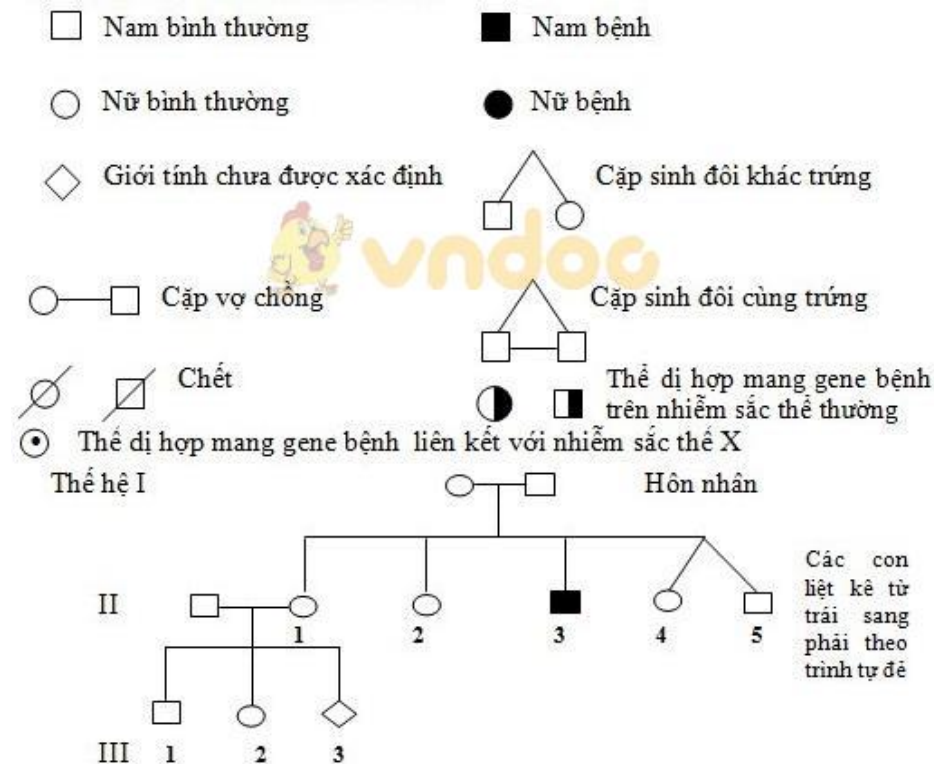 Nam bình thường
Nam bệnh
Nữ bình thường
Nữ bệnh
Giới tính chưa được xác định
Cặp sinh đôi khác trứng
vndoc
Cặp vợ chồng
Cặp sinh đôi cùng trứng
Chết
Thể dị hợp mang gene bệnh
trên nhiễm sắc thể thường
Thể dị hợp mang gene bệnh liên kết với nhiễm sắc thể X
Thế hệ I
Hôn nhân
Các con
liệt kê từ
trái sang
phải theo
trình tự đẻ
II
1 2 3 4 5
III 1 2 3